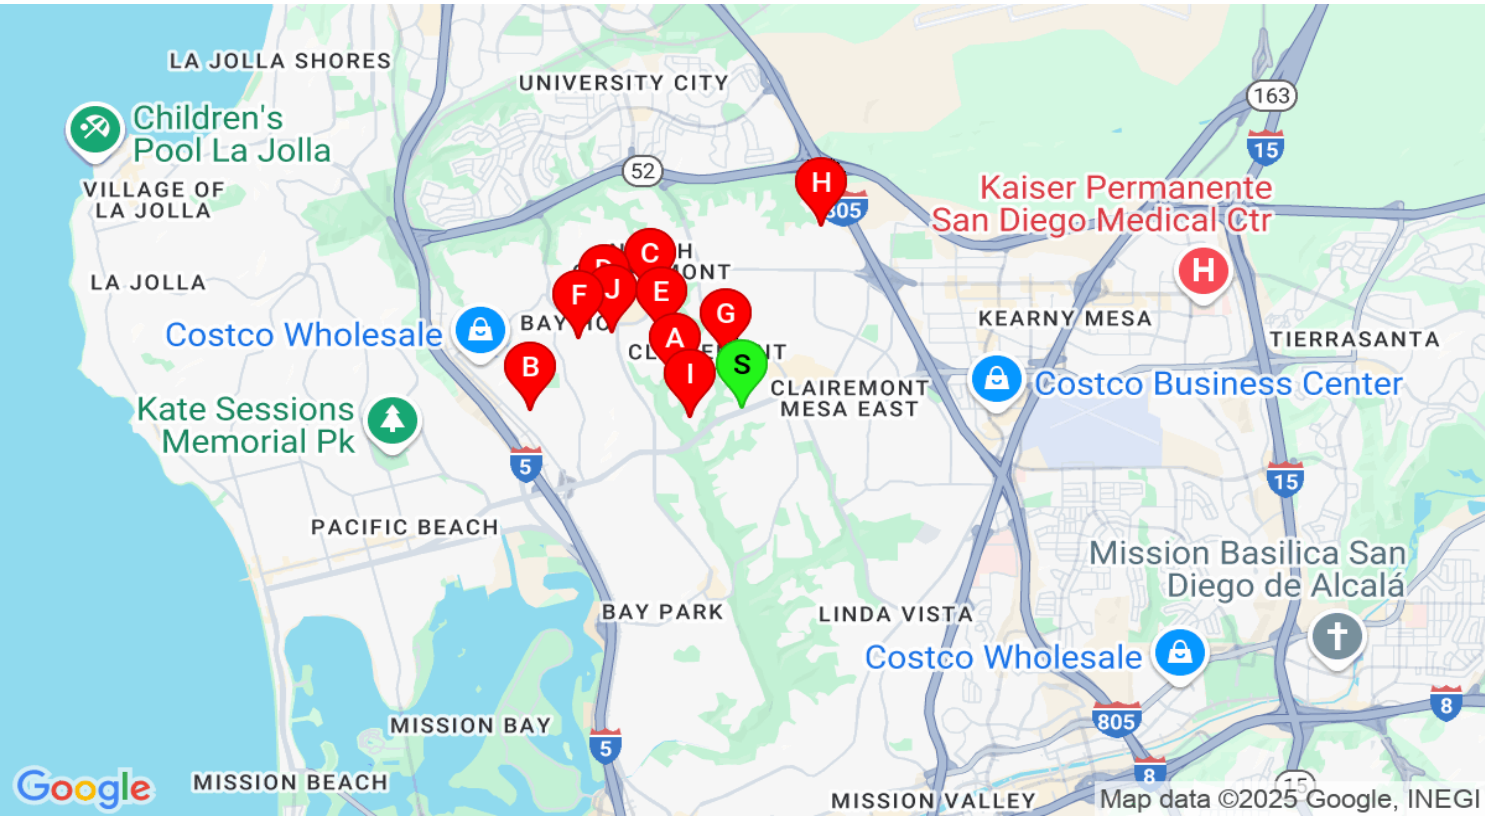 LA JOLLA SHORES
UNIVERSITY CITY
163
15
Children's
Pool La Jolla
52
VILLAGE OF
LA JOLLA
H
805
Kaiser Permanente
San Diego Medical Ctr
H
C
D
J
E
F
G
A
S
I
B
LA JOLLA
BAY HO
Costco Wholesale
KEARNY MESA
TIERRASANTA
CLAIREMONT
MESA EAST
Costco Business Center
Kate Sessions
Memorial Pk
5
15
PACIFIC BEACH
Mission Basilica San
Diego de Alcalá
BAY PARK
LINDA VISTA
Costco Wholesale
MISSION BAY
805
8
5
8
15
MISSION BEACH
MISSION VALLEY
Google
Map data ©2025 Google, INEGI